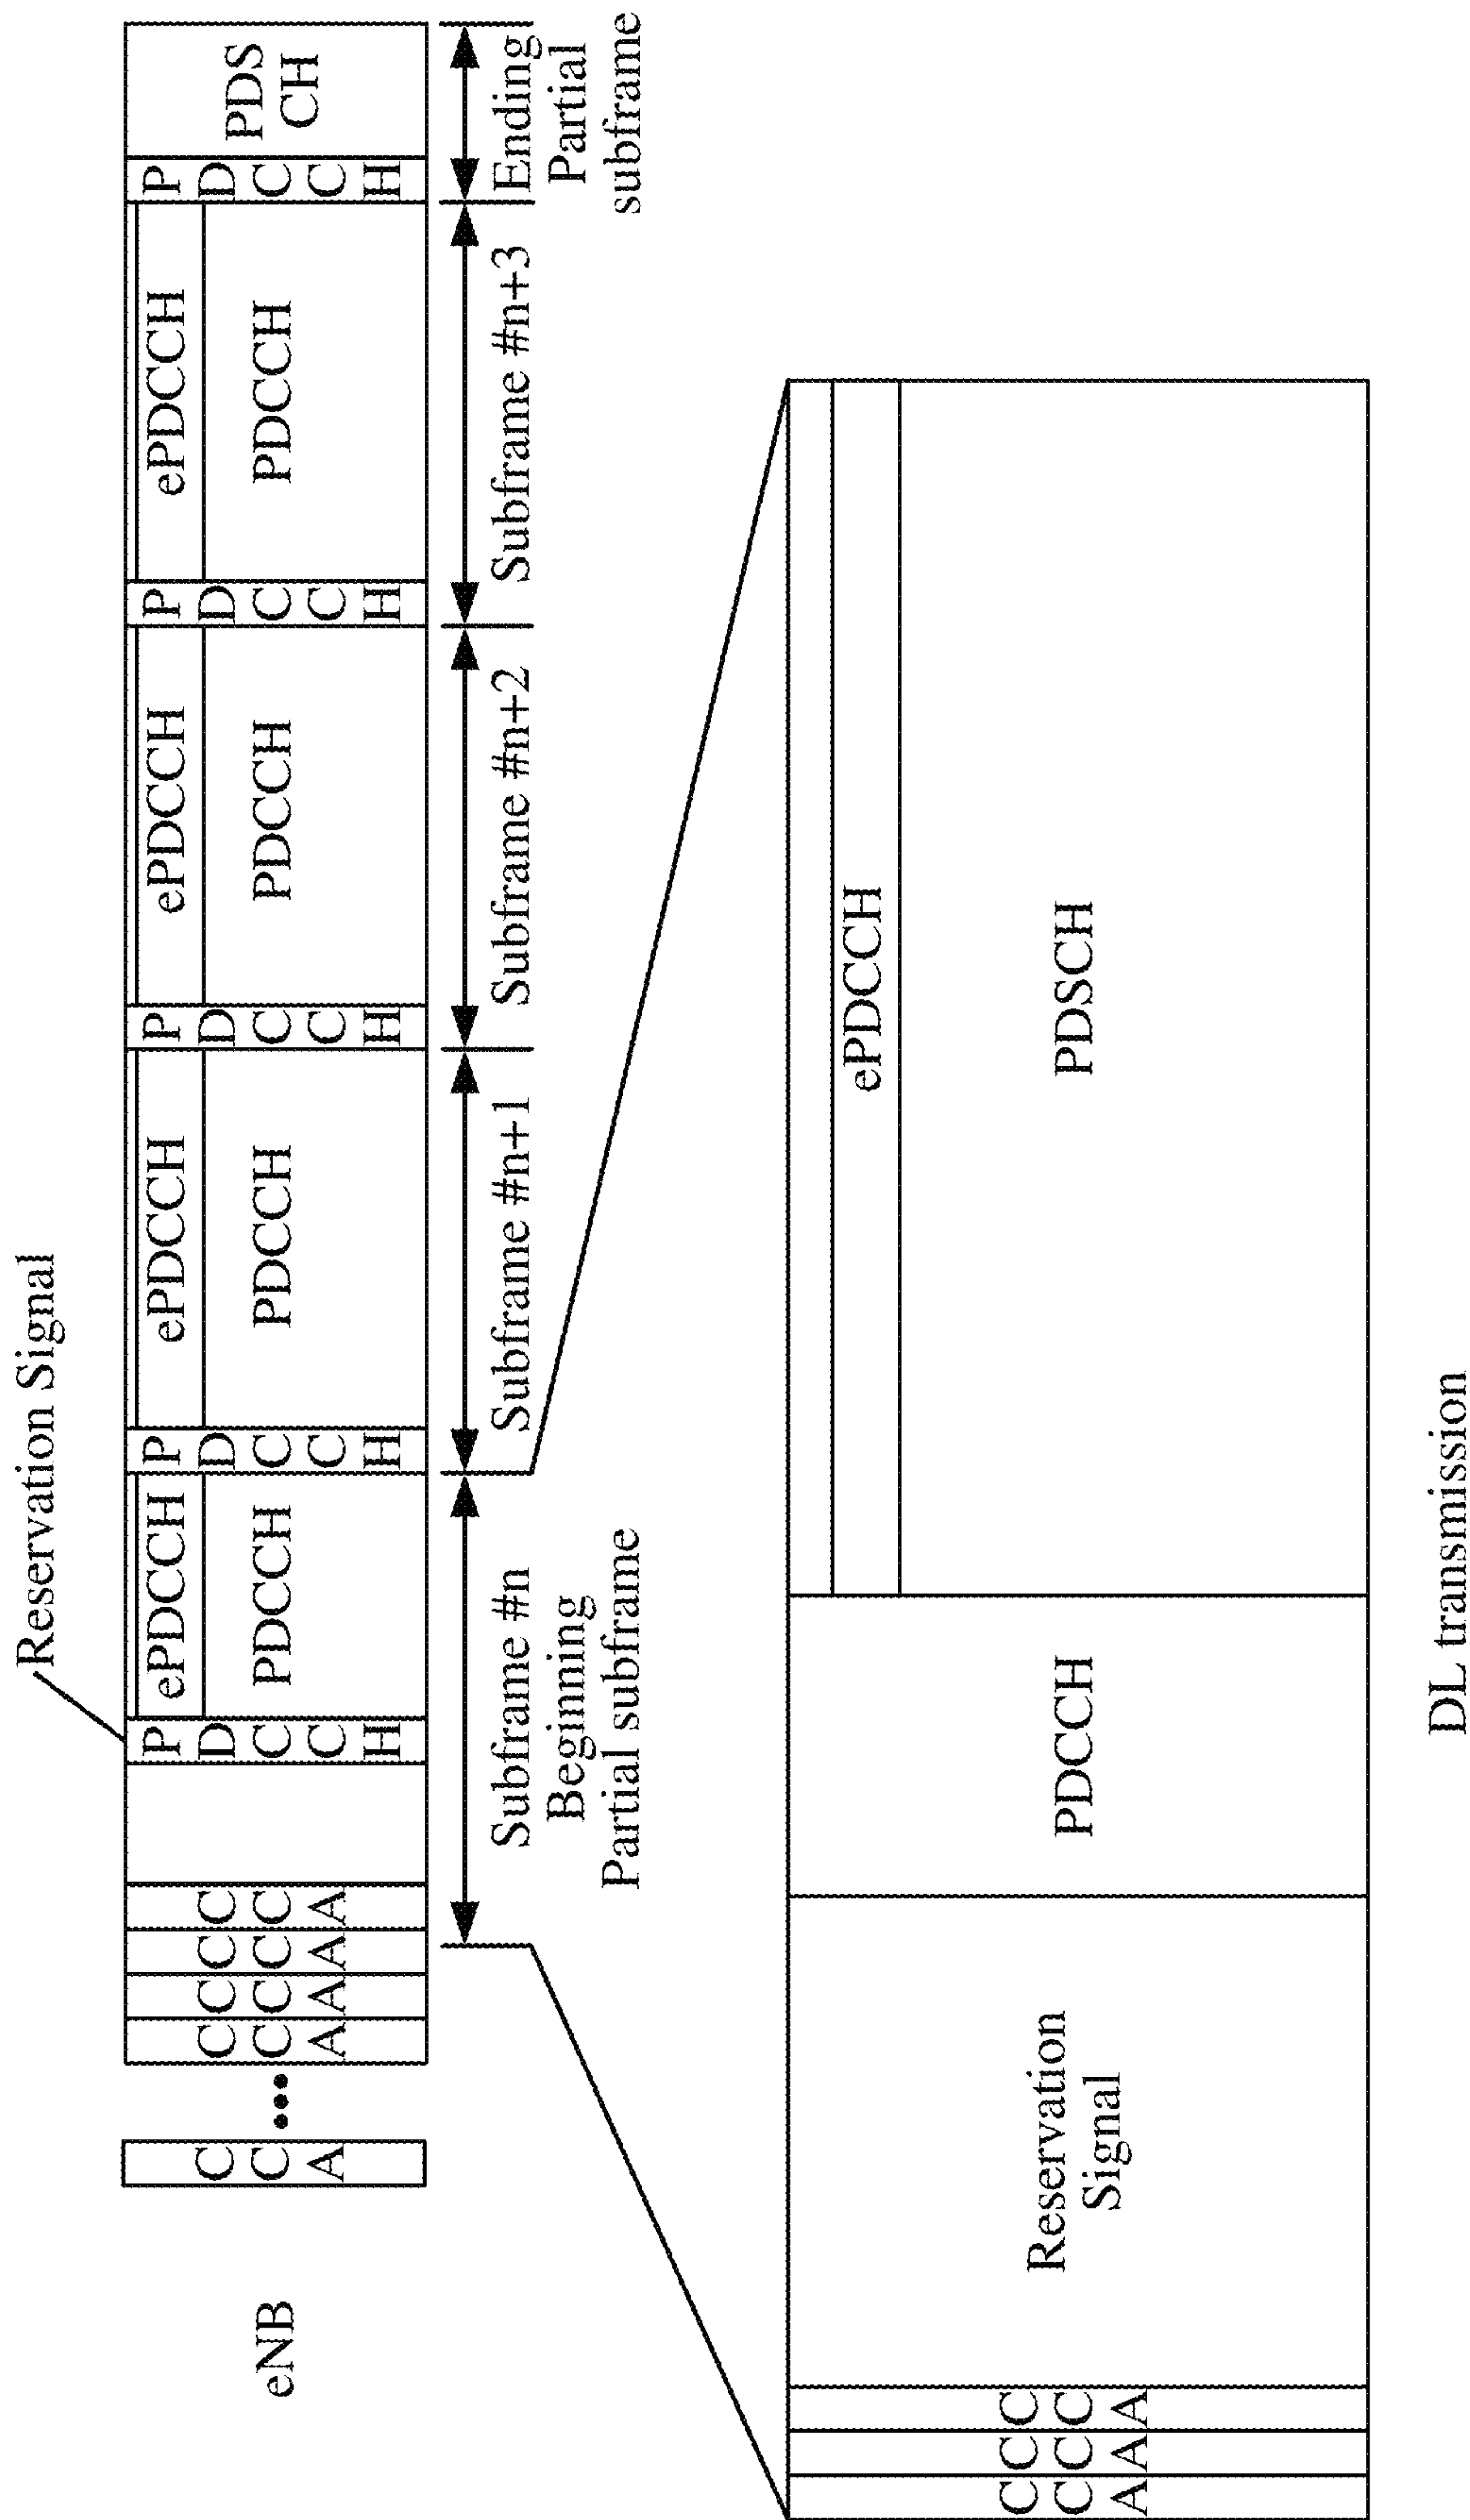 Reservation Signal
eNB
CCA
...
CCA
CCA
CCA
CCA
PDCCH
ePDCCH
PDCCH
PDCCH
ePDCCH
PDCCH
PDCCH
ePDCCH
PDCCH
PDCCH
ePDCCH
PDCCH
PDCCH
PDS
CH
Subframe #n
Beginning
Partial subframe
Subframe #n+1
Subframe #n+2
Subframe #n+3
Ending
Partial
subframe
CCA
CCA
CCA
Reservation
Signal
PDCCH
ePDCCH
PDSCH
DL transmission